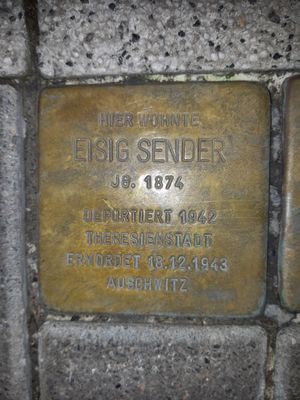 HIER WOHNTE
EISIG SENDER
JG. 1874
DEPORTIERT 1942
THERESIENSTADT
ERMORDET 18.12.1943
AUSCHWITZ